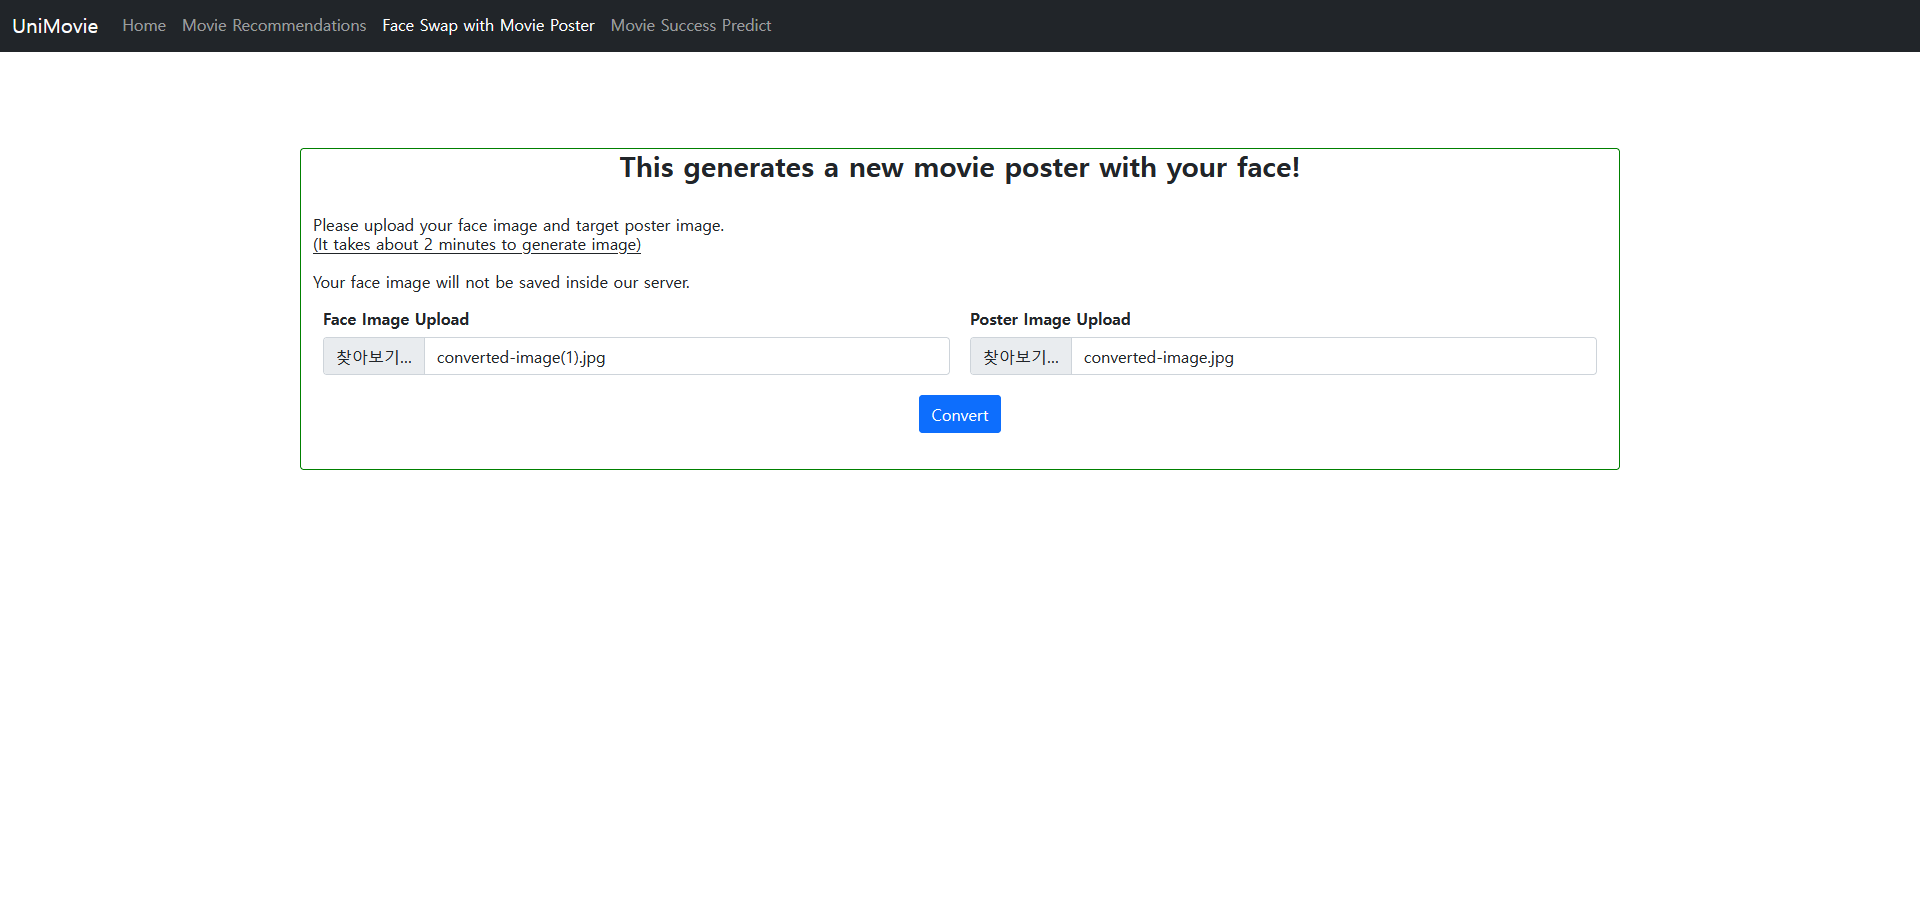 UniMovie Home Movie Recommendations Face Swap with Movie Poster Movie Success Predict
This generates a new movie poster with your face!
Please upload your face image and target poster image.
(It takes about 2 minutes to generate image)
Your face image will not be saved inside our server.
Face Image Upload
찾아보기... converted-image(1).jpg
Poster Image Upload
찾아보기... converted-image.jpg
Convert